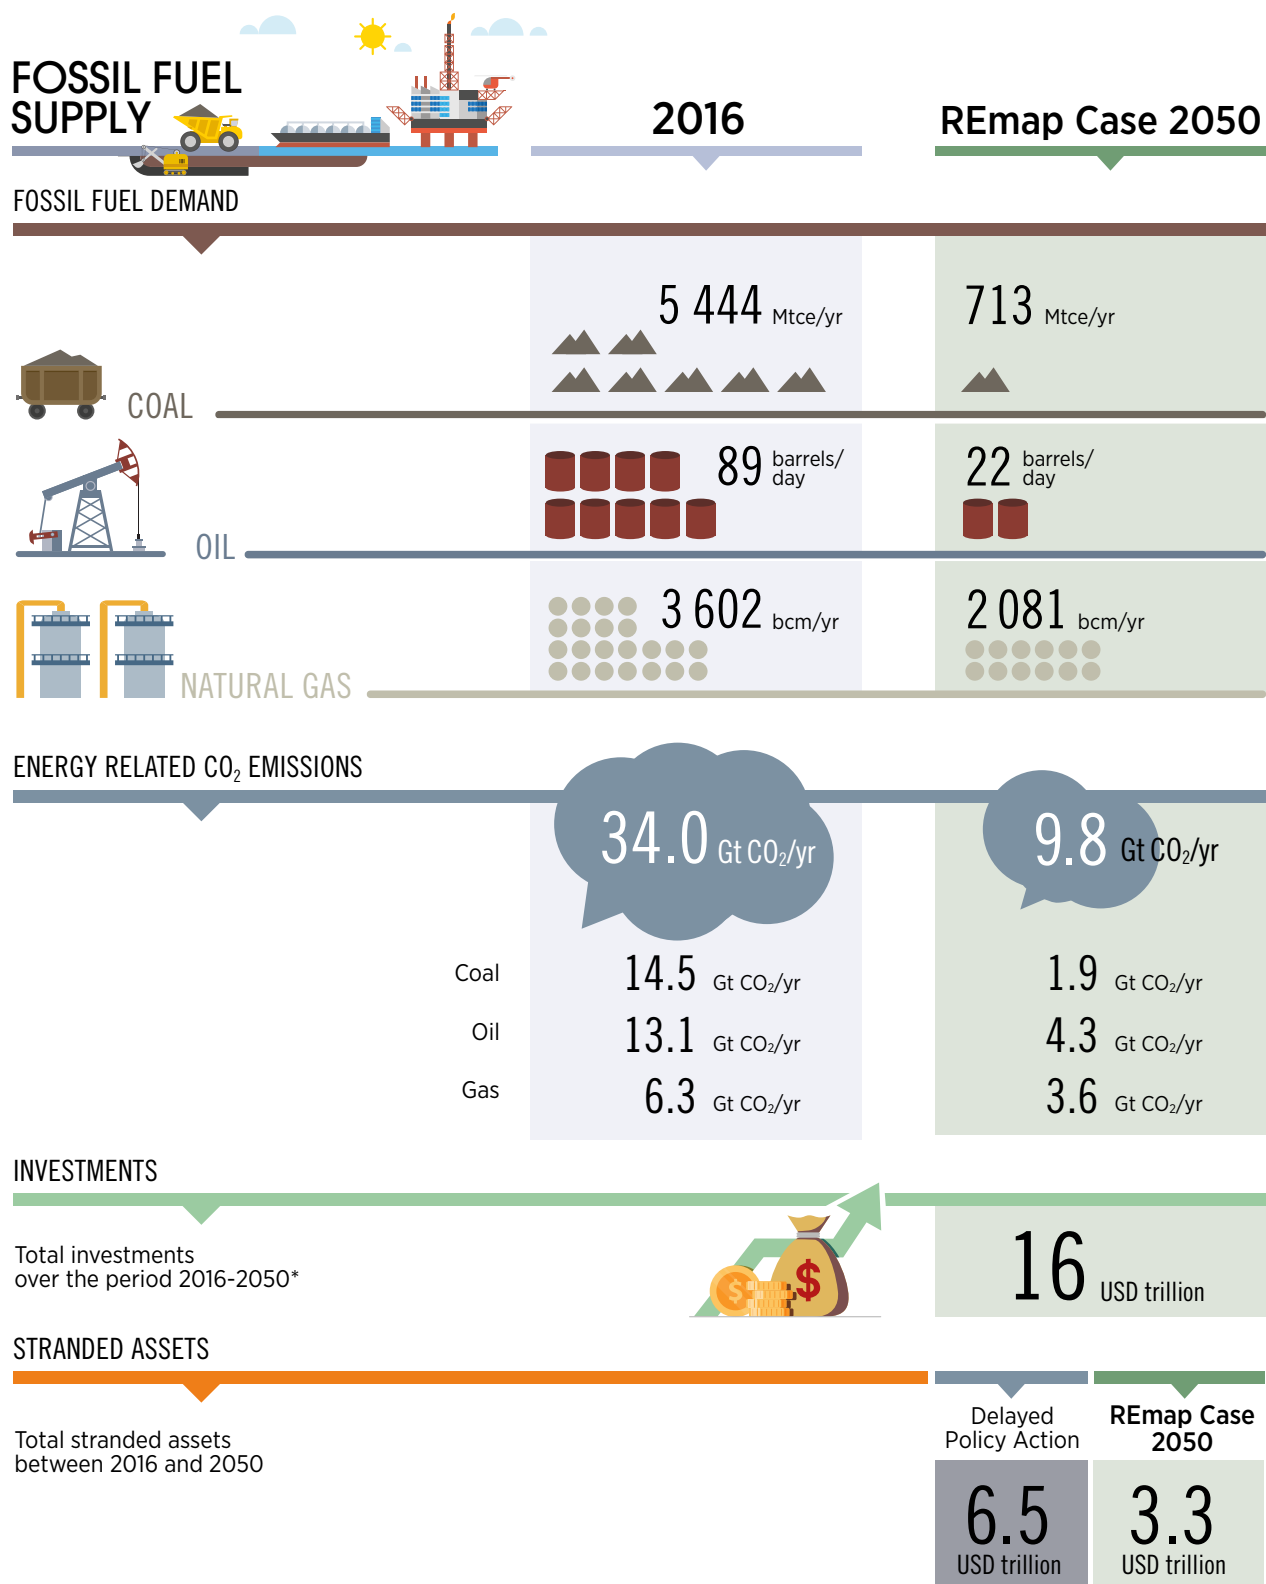 FOSSIL FUEL
SUPPLY
2016
REmap Case 2050
FOSSIL FUEL DEMAND
5 444 Mtce/yr
713 Mtce/yr
COAL
89 barrels/
day
22 barrels/
day
OIL
3 602 bcm/yr
2 081 bcm/yr
NATURAL GAS
ENERGY RELATED CO₂ EMISSIONS
34.0 Gt CO₂/yr
9.8 Gt CO₂/yr
Coal
14.5 Gt CO₂/yr
1.9 Gt CO₂/yr
Oil
13.1 Gt CO₂/yr
4.3 Gt CO₂/yr
Gas
6.3 Gt CO₂/yr
3.6 Gt CO₂/yr
INVESTMENTS
Total investments
over the period 2016-2050*
$
$
16 USD trillion
STRANDED ASSETS
Delayed
Policy Action
REmap Case
2050
Total stranded assets
between 2016 and 2050
6.5
USD trillion
3.3
USD trillion